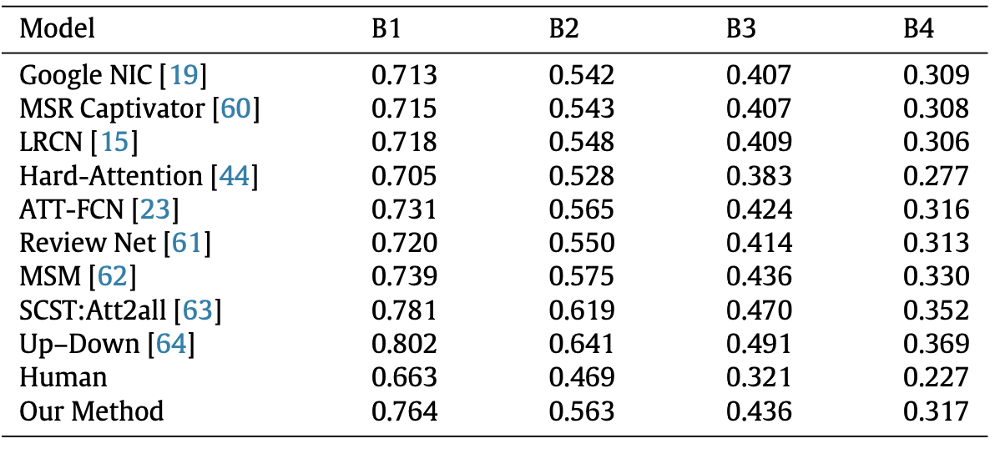 Model B1 B2 B3 B4
Google NIC [19] 0.713 0.542 0.407 0.309
MSR Captivator [60] 0.715 0.543 0.407 0.308
LRCN [15] 0.718 0.548 0.409 0.306
Hard-Attention [44] 0.705 0.528 0.383 0.277
ATT-FCN [23] 0.731 0.565 0.424 0.316
Review Net [61] 0.720 0.550 0.414 0.313
MSM [62] 0.739 0.575 0.436 0.330
SCST:Att2all [63] 0.781 0.619 0.470 0.352
Up–Down [64] 0.802 0.641 0.491 0.369
Human 0.663 0.469 0.321 0.227
Our Method 0.764 0.563 0.436 0.317